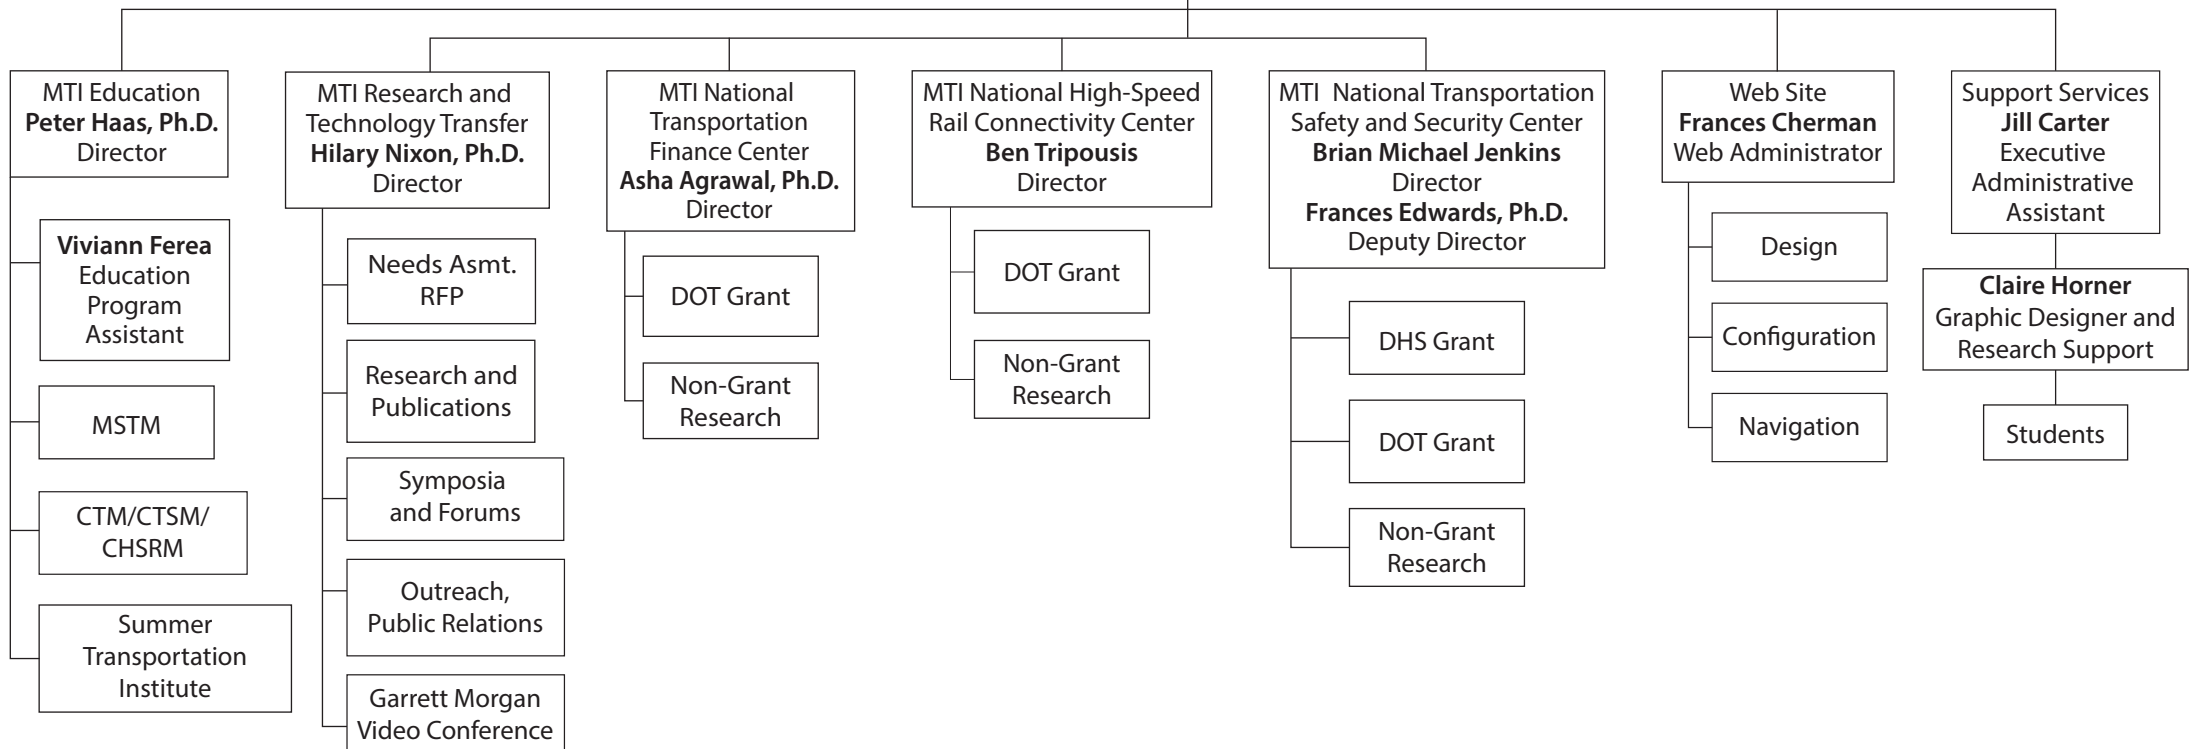 MTI Education
Peter Haas, Ph.D.
Director
Viviann Ferea
Education
Program
Assistant
MSTM
CTM/CTSM/
CHSRM
Summer
Transportation
Institute
MTI Research and
Technology Transfer
Hilary Nixon, Ph.D.
Director
Needs Asmt.
RFP
Research and
Publications
Symposia
and Forums
Outreach,
Public Relations
Garrett Morgan
Video Conference
MTI National
Transportation
Finance Center
Asha Agrawal, Ph.D.
Director
DOT Grant
Non-Grant
Research
MTI National High-Speed
Rail Connectivity Center
Ben Tripousis
Director
DOT Grant
Non-Grant
Research
MTI National Transportation
Safety and Security Center
Brian Michael Jenkins
Director
Frances Edwards, Ph.D.
Deputy Director
DHS Grant
DOT Grant
Non-Grant
Research
Web Site
Frances Cherman
Web Administrator
Design
Configuration
Navigation
Support Services
Jill Carter
Executive
Administrative
Assistant
Claire Horner
Graphic Designer and
Research Support
Students